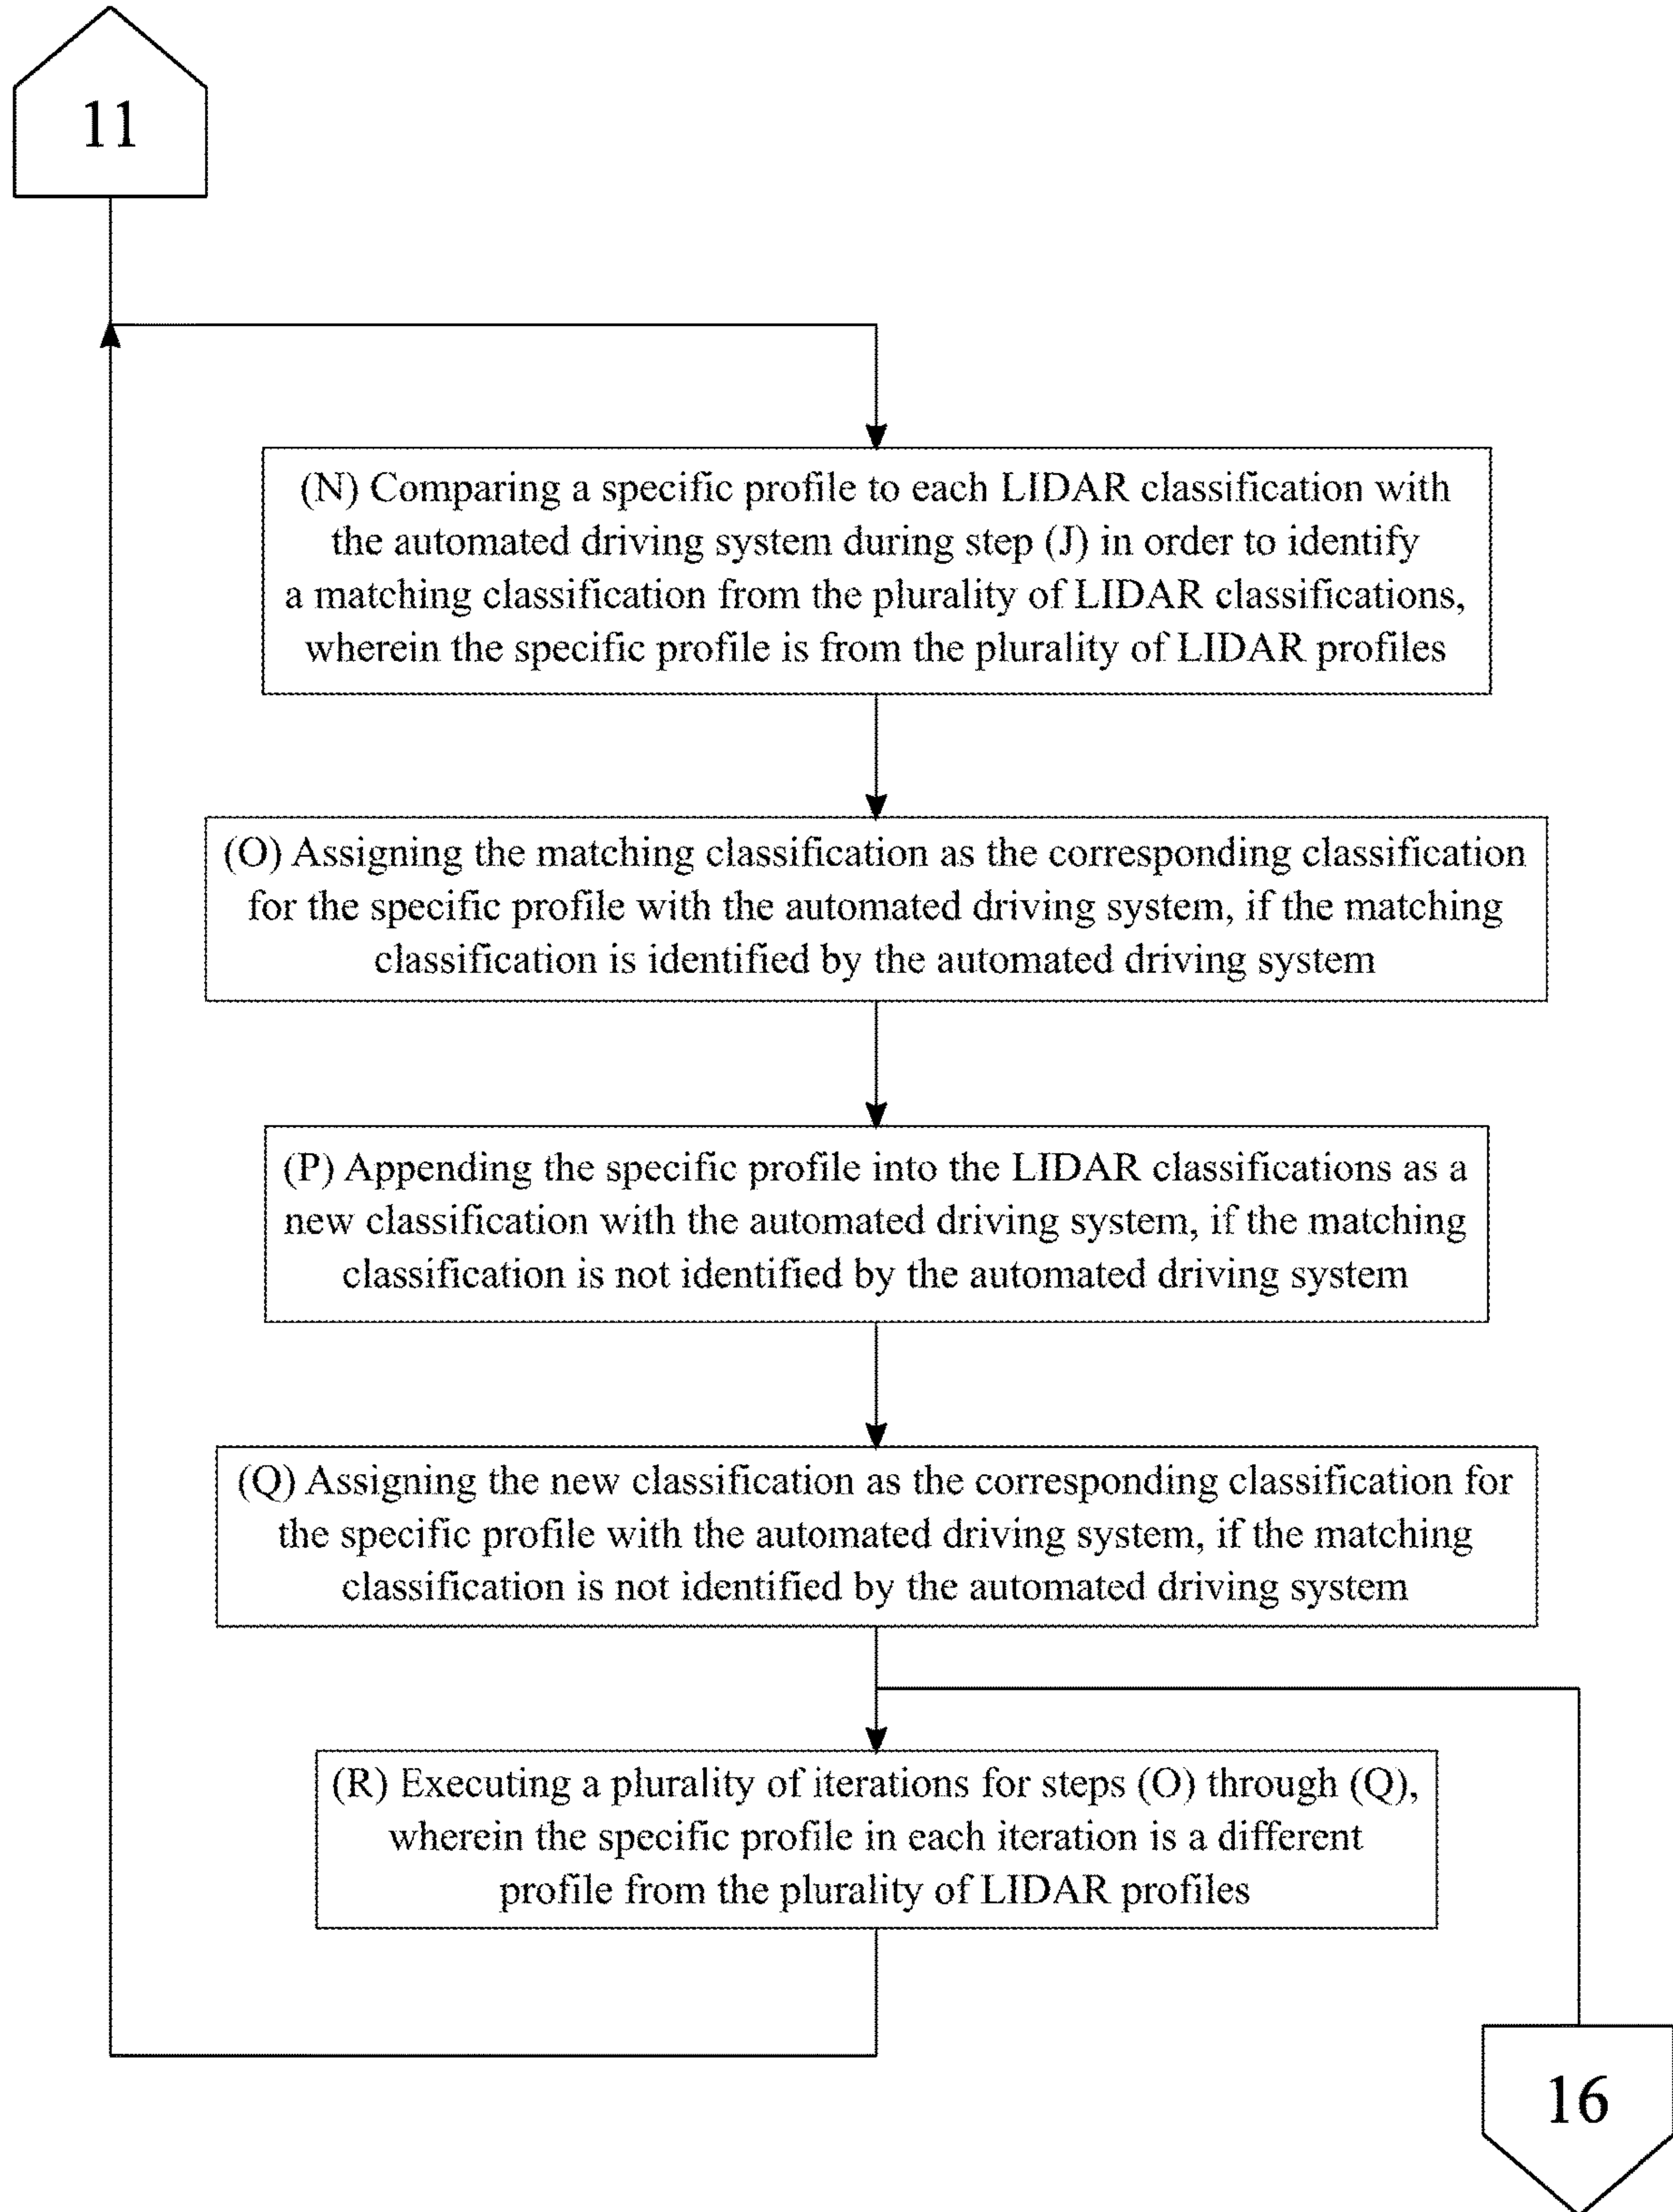 11
(N) Comparing a specific profile to each LIDAR classification with
the automated driving system during step (J) in order to identify
a matching classification from the plurality of LIDAR classifications,
wherein the specific profile is from the plurality of LIDAR profiles
(O) Assigning the matching classification as the corresponding classification
for the specific profile with the automated driving system, if the matching
classification is identified by the automated driving system
(P) Appending the specific profile into the LIDAR classifications as a
new classification with the automated driving system, if the matching
classification is not identified by the automated driving system
(Q) Assigning the new classification as the corresponding classification for
the specific profile with the automated driving system, if the matching
classification is not identified by the automated driving system
(R) Executing a plurality of iterations for steps (O) through (Q),
wherein the specific profile in each iteration is a different
profile from the plurality of LIDAR profiles
16